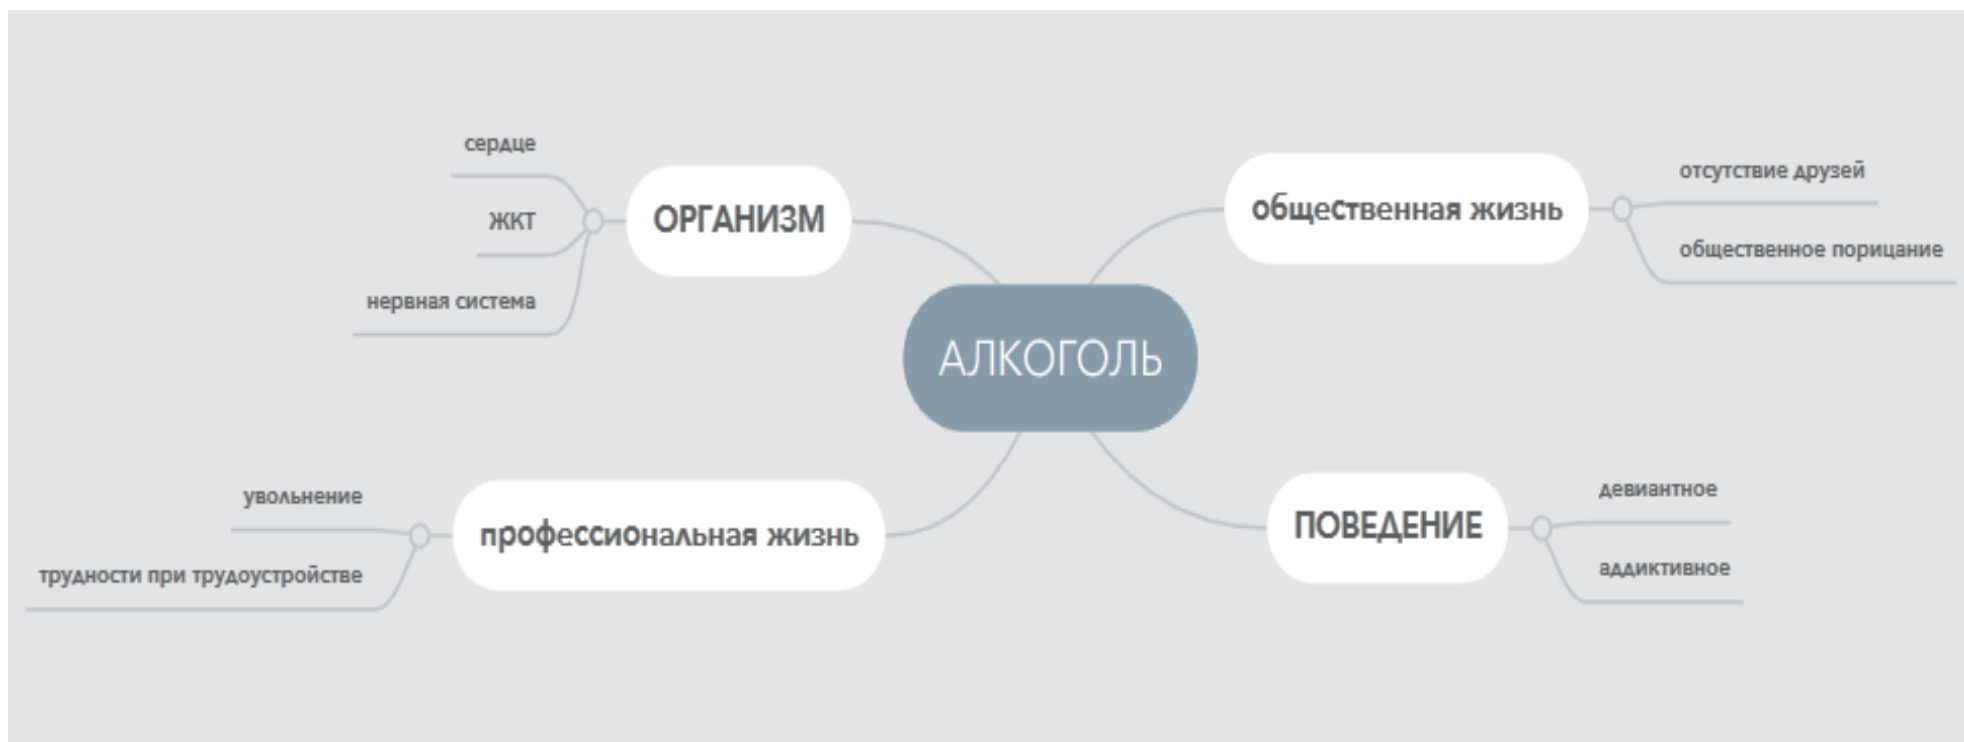 сердце
ЖКТ
нервная система
ОРГАНИЗМ
общественная жизнь
отсутствие друзей
общественное порицание
АЛКОГОЛЬ
увольнение
трудности при трудоустройстве
профессиональная жизнь
ПОВЕДЕНИЕ
девиантное
аддиктивное